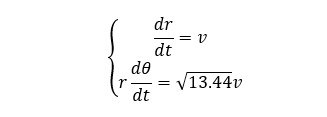 dr/dt = v
r dθ/dt = √13.44v